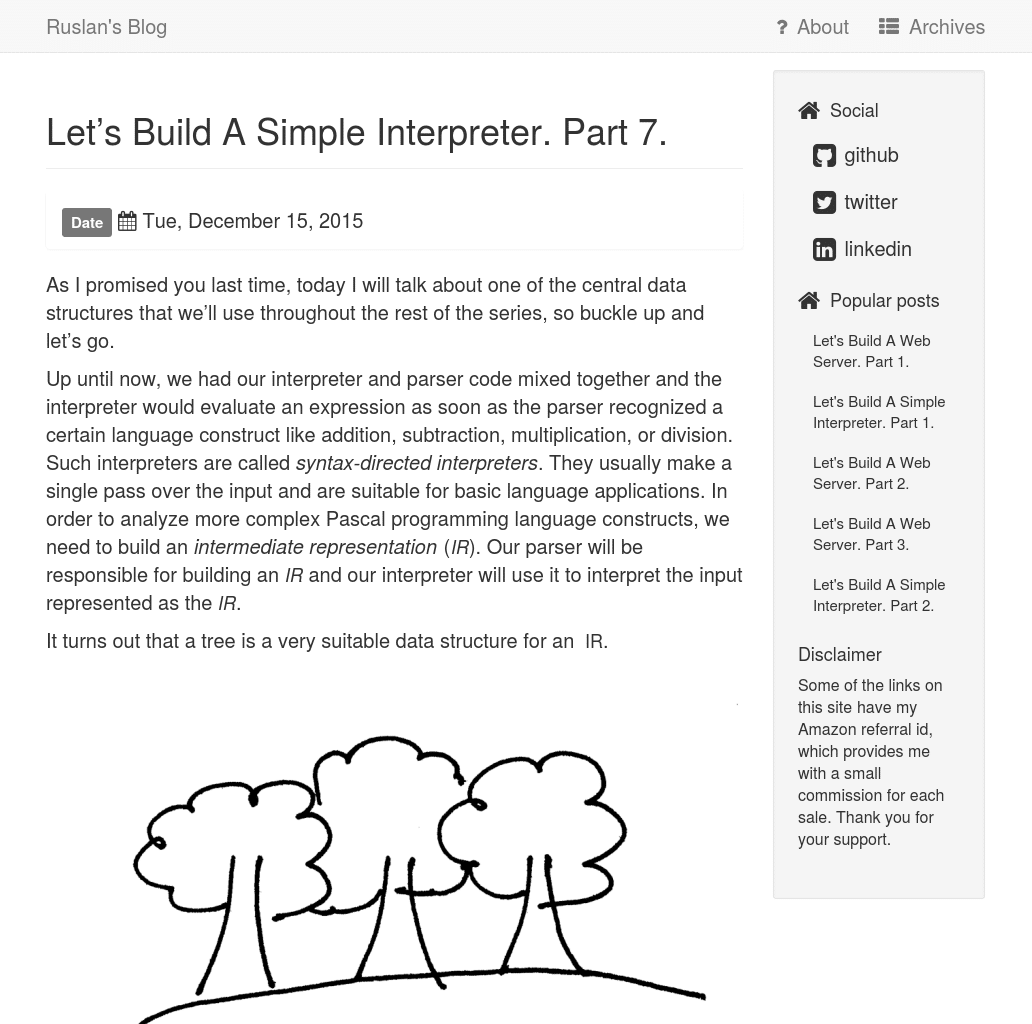 Ruslan's Blog
? About
Archives
Let’s Build A Simple Interpreter. Part 7.
Date Tue, December 15, 2015
As I promised you last time, today I will talk about one of the central data
structures that we’ll use throughout the rest of the series, so buckle up and
let’s go.
Up until now, we had our interpreter and parser code mixed together and the
interpreter would evaluate an expression as soon as the parser recognized a
certain language construct like addition, subtraction, multiplication, or division.
Such interpreters are called syntax-directed interpreters. They usually make a
single pass over the input and are suitable for basic language applications. In
order to analyze more complex Pascal programming language constructs, we
need to build an intermediate representation (IR). Our parser will be
responsible for building an IR and our interpreter will use it to interpret the input
represented as the IR.
It turns out that a tree is a very suitable data structure for an IR.
Social
github
twitter
linkedin
Popular posts
Let's Build A Web
Server. Part 1.
Let's Build A Simple
Interpreter. Part 1.
Let's Build A Web
Server. Part 2.
Let's Build A Web
Server. Part 3.
Let's Build A Simple
Interpreter. Part 2.
Disclaimer
Some of the links on
this site have my
Amazon referral id,
which provides me
with a small
commission for each
sale. Thank you for
your support.